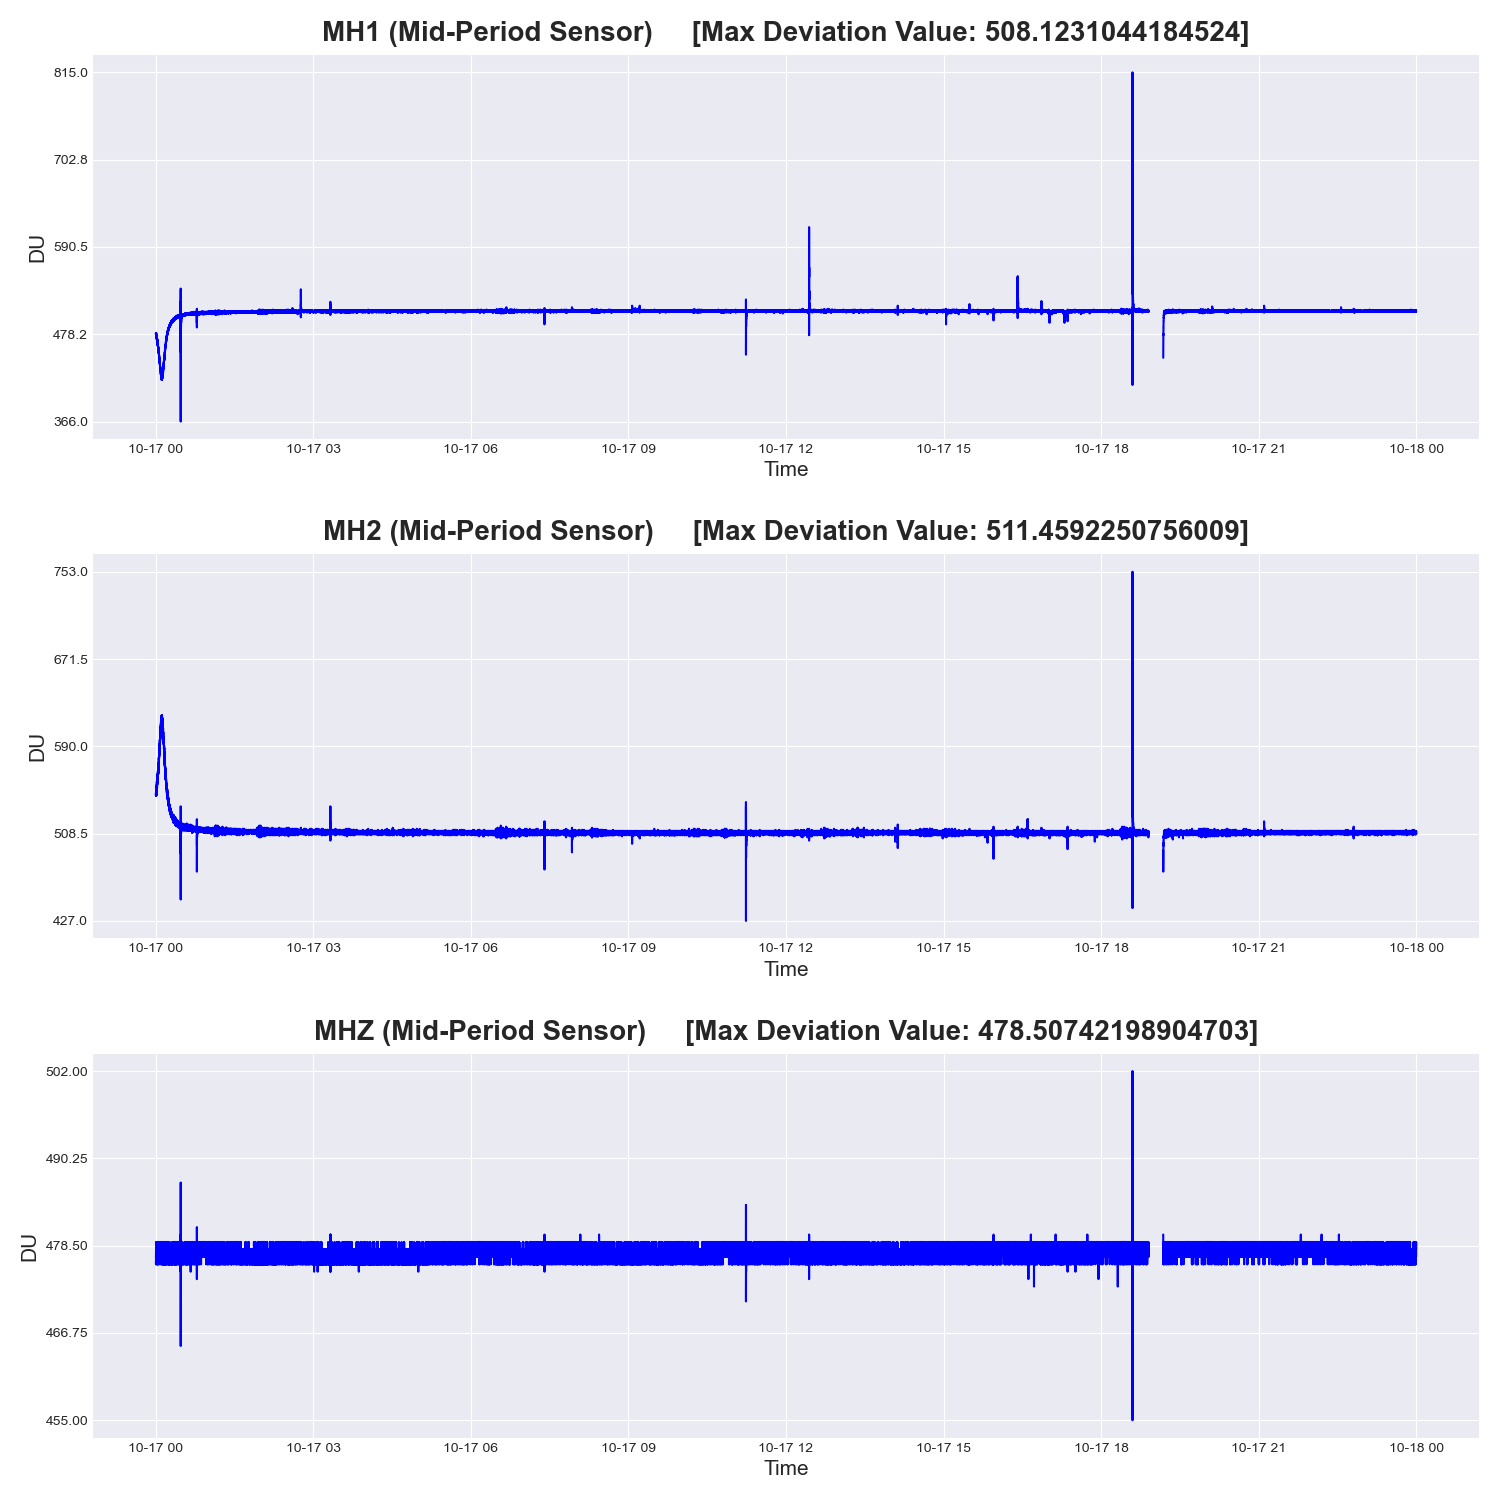 MH1 (Mid-Period Sensor) [Max Deviation Value: 508.1231044184524]
815.0
702.8
590.5
478.2
366.0
DU
10-17 00 10-17 03 10-17 06 10-17 09 10-17 12 10-17 15 10-17 18 10-17 21 10-18 00
Time
MH2 (Mid-Period Sensor) [Max Deviation Value: 511.4592250756009]
753.0
671.5
590.0
508.5
427.0
DU
10-17 00 10-17 03 10-17 06 10-17 09 10-17 12 10-17 15 10-17 18 10-17 21 10-18 00
Time
MHZ (Mid-Period Sensor) [Max Deviation Value: 478.50742198904703]
502.00
490.25
478.50
466.75
455.00
DU
10-17 00 10-17 03 10-17 06 10-17 09 10-17 12 10-17 15 10-17 18 10-17 21 10-18 00
Time